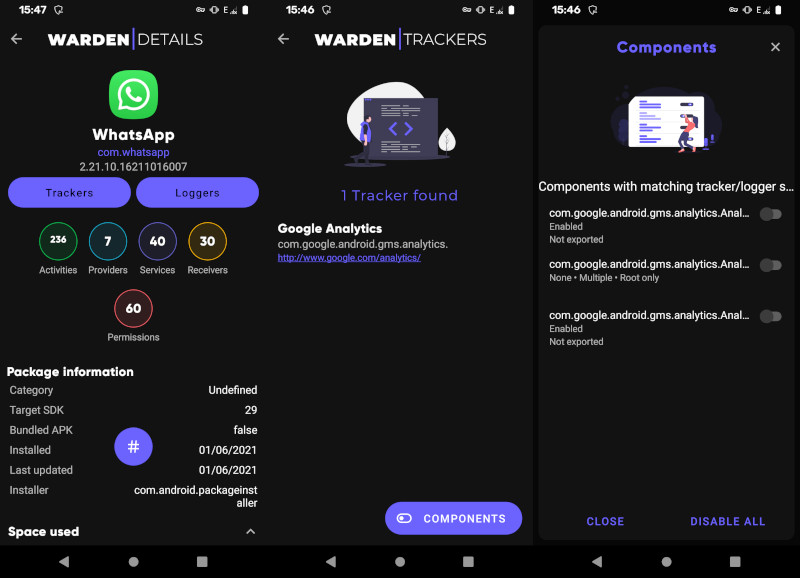 15:47
E
WARDEN|DETAILS
WhatsApp
com.whatsapp
2.21.10.16211016007
Trackers
Loggers
236
7
40
30
Activities
Providers
Services
Receivers
60
Permissions
Package information
Category Undefined
Target SDK 29
Bundled APK false
#
Installed 01/06/2021
Last updated 01/06/2021
Installer com.android.packageinst
aller
Space used
15:46
E
WARDEN|TRACKERS
1 Tracker found
Google Analytics
com.google.android.gms.analytics.
http://www.google.com/analytics/
COMPONENTS
15:46
E
Components
Components with matching tracker/logger s...
com.google.android.gms.analytics.Anal...
Enabled
Not exported
com.google.android.gms.analytics.Anal...
None • Multiple • Root only
com.google.android.gms.analytics.Anal...
Enabled
Not exported
CLOSE
DISABLE ALL